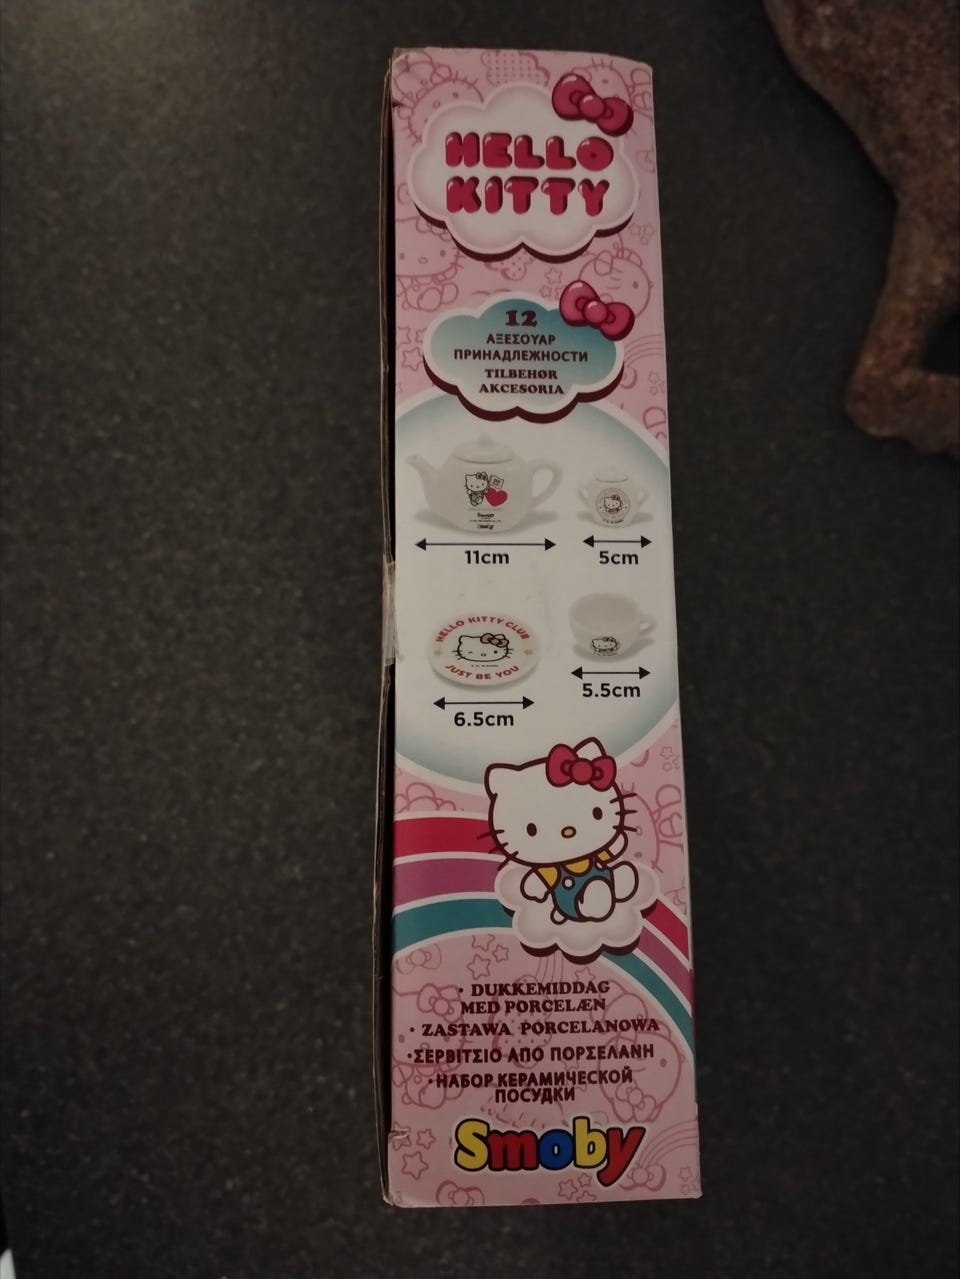 HELLO
KITTY
12
ΑΞΕΣΟΥΑΡ
ПРИНАДЛЕЖНОСТИ
TILBEHØR
AKCESORIA
Smoby
11cm
5cm
HELLO KITTY CLUB
JUST BE YOU
6.5cm
5.5cm
• DUKKEMIDDAG
MED PORCELÆN
• ZASTAWA PORCELANOWA
•ΣΕΡΒΙΤΣΙΟ ΑΠΟ ΠΟΡΣΕΛΑΝΗ
•НАБОР КЕРАМИЧЕСКОЙ
ПОСУДКИ
Smoby